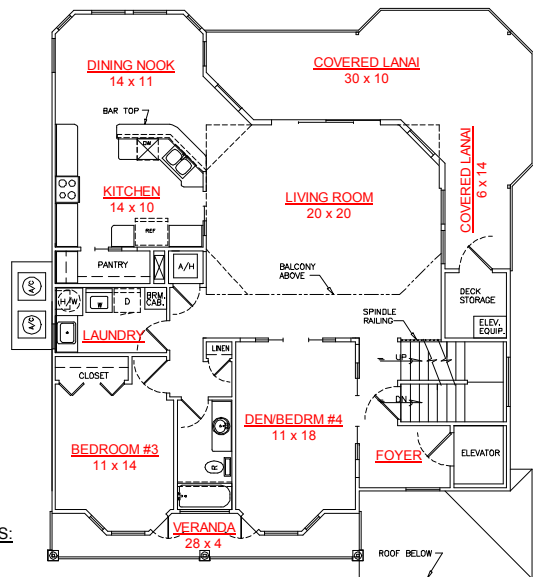 DINING NOOK
14 x 11
COVERED LANAI
30 x 10
BAR TOP
DW
COVERED LANAI
6 x 14
KITCHEN
14 x 10
LIVING ROOM
20 x 20
REF
PANTRY
A/H
BALCONY
ABOVE
A/C
A/C
H/W
W
D
BRM.
CAB.
DECK
STORAGE
ELEV.
EQUIP.
SPINDLE
RAILING
LAUNDRY
LINEN
UP
CLOSET
DN
DEN/BEDRM #4
11 x 18
BEDROOM #3
11 x 14
FOYER
ELEVATOR
VERANDA
28 x 4
S:
ROOF BELOW